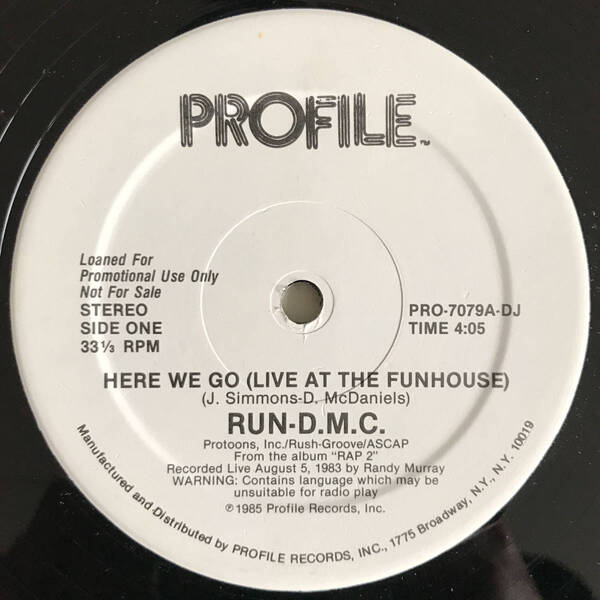 PROFILE™
Loaned For
Promotional Use Only
Not For Sale
STEREO
SIDE ONE
33⅓ RPM
PRO-7079A-DJ
TIME 4:05
HERE WE GO (LIVE AT THE FUNHOUSE)
(J. Simmons-D. McDaniels)
RUN-D.M.C.
Protoons, Inc./Rush-Groove/ASCAP
From the album "RAP 2"
Recorded Live August 5, 1983 by Randy Murray
WARNING: Contains language which may be
unsuitable for radio play
℗1985 Profile Records, Inc.
Manufactured and Distributed by PROFILE RECORDS, INC., 1775 Broadway, N.Y., N.Y. 10019